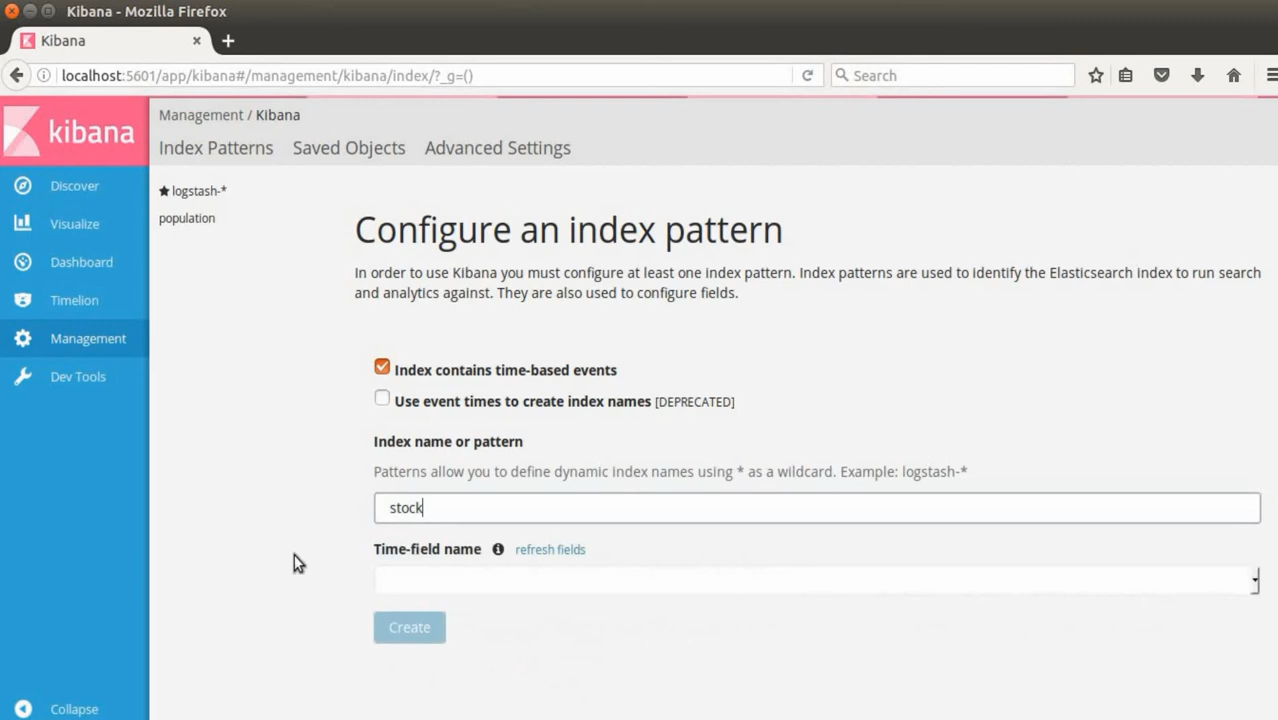 Kibana - Mozilla Firefox
Kibana
localhost:5601/app/kibana#/management/kibana/index/?_g=()
Search
kibana
Management / Kibana
Index Patterns Saved Objects Advanced Settings
Discover
Visualize
Dashboard
Timelion
Management
Dev Tools
Collapse
logstash-*
population
Configure an index pattern
In order to use Kibana you must configure at least one index pattern. Index patterns are used to identify the Elasticsearch index to run search
and analytics against. They are also used to configure fields.
Index contains time-based events
Use event times to create index names [DEPRECATED]
Index name or pattern
Patterns allow you to define dynamic index names using * as a wildcard. Example: logstash-*
stock
Time-field name refresh fields
Create